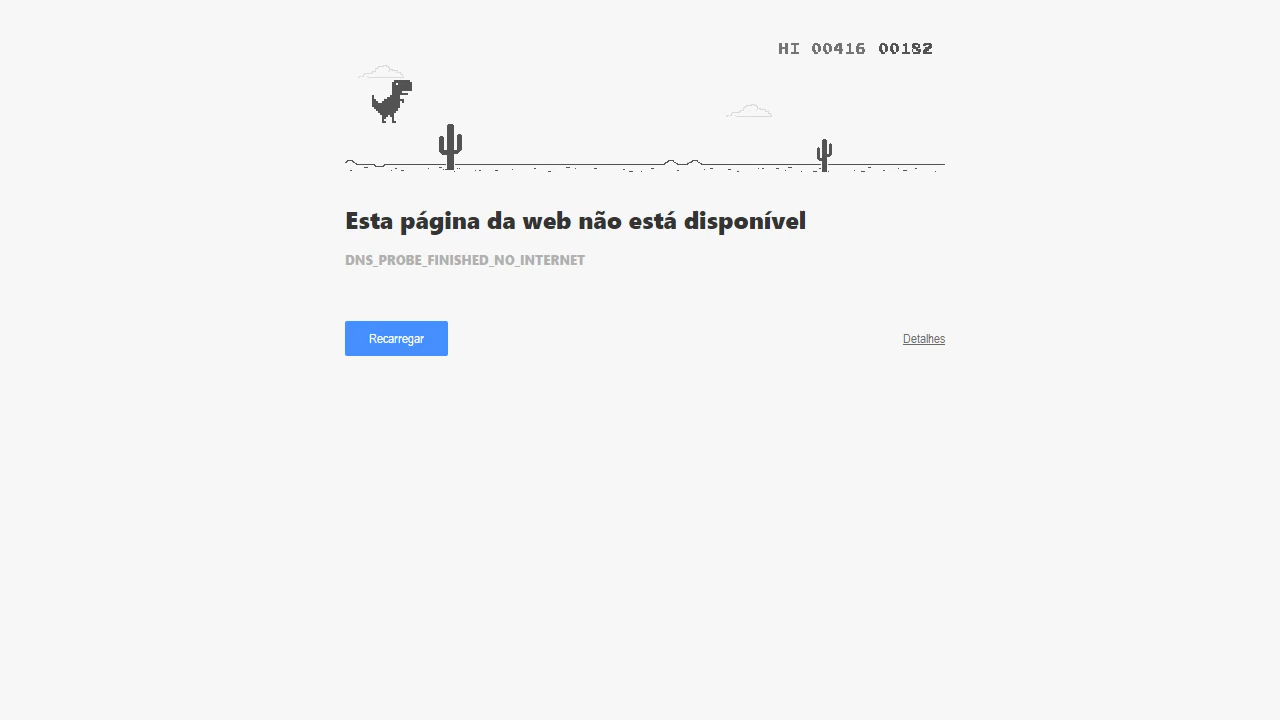 HI 00416 00182
Esta página da web não está disponível
DNS_PROBE_FINISHED_NO_INTERNET
Recarregar
Detalhes